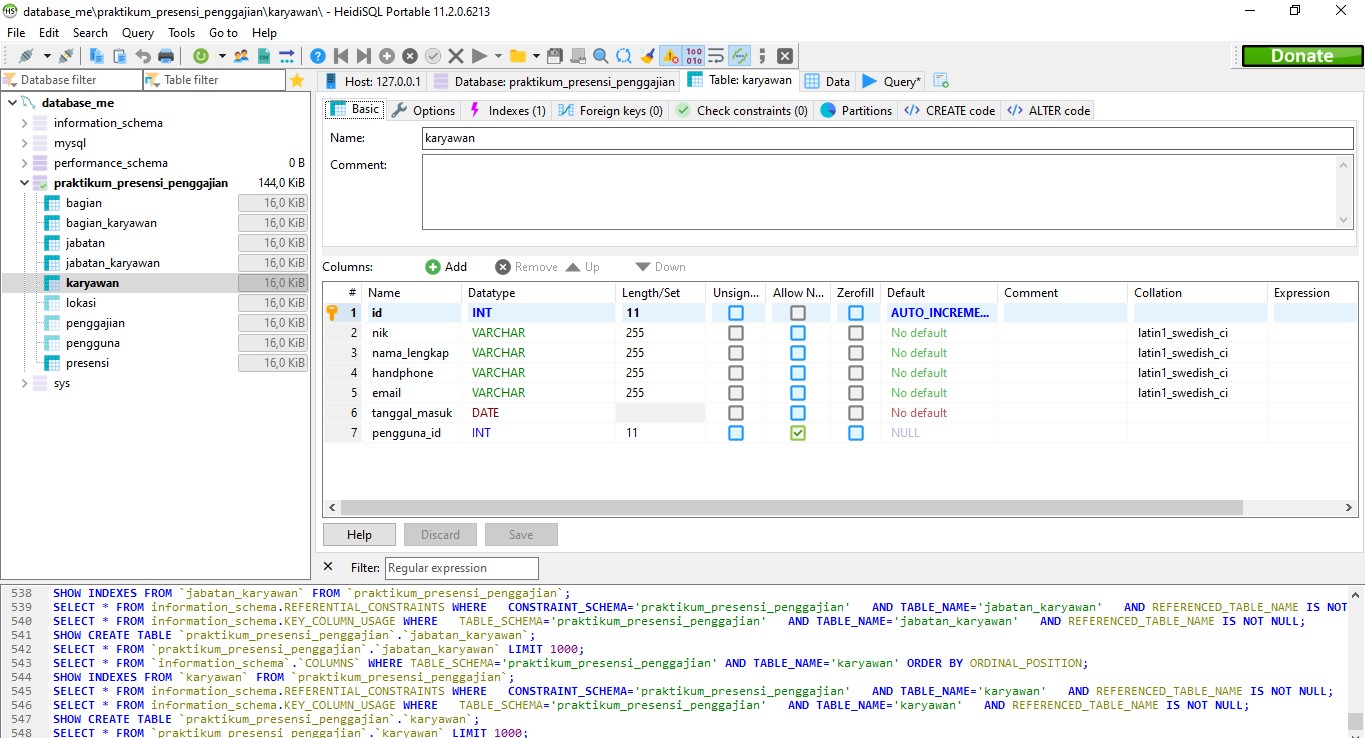 database_me\praktikum_presensi_penggajian\karyawan\ - HeidiSQL Portable 11.2.0.6213
File Edit Search Query Tools Go to Help
Donate
Database filter Table filter
Host: 127.0.0.1 Database: praktikum_presensi_penggajian Table: karyawan Data Query*
database_me
information_schema
mysql
performance_schema 0 B
praktikum_presensi_penggajian 144,0 KiB
bagian 16,0 KiB
bagian_karyawan 16,0 KiB
jabatan 16,0 KiB
jabatan_karyawan 16,0 KiB
karyawan 16,0 KiB
lokasi 16,0 KiB
penggajian 16,0 KiB
pengguna 16,0 KiB
presensi 16,0 KiB
sys
Basic Options Indexes (1) Foreign keys (0) Check constraints (0) Partitions CREATE code ALTER code
Name: karyawan
Comment:
Columns: Add Remove Up Down
# Name Datatype Length/Set Unsign... Allow N... Zerofill Default Comment Collation Expression
1 id INT 11 AUTO_INCREME...
2 nik VARCHAR 255 No default latin1_swedish_ci
3 nama_lengkap VARCHAR 255 No default latin1_swedish_ci
4 handphone VARCHAR 255 No default latin1_swedish_ci
5 email VARCHAR 255 No default latin1_swedish_ci
6 tanggal_masuk DATE No default
7 pengguna_id INT 11 NULL
Help Discard Save
Filter: Regular expression
538 SHOW INDEXES FROM `jabatan_karyawan` FROM `praktikum_presensi_penggajian`;
539 SELECT * FROM information_schema.REFERENTIAL_CONSTRAINTS WHERE CONSTRAINT_SCHEMA='praktikum_presensi_penggajian' AND TABLE_NAME='jabatan_karyawan' AND REFERENCED_TABLE_NAME IS NOT
540 SELECT * FROM information_schema.KEY_COLUMN_USAGE WHERE TABLE_SCHEMA='praktikum_presensi_penggajian' AND TABLE_NAME='jabatan_karyawan' AND REFERENCED_TABLE_NAME IS NOT NULL;
541 SHOW CREATE TABLE `praktikum_presensi_penggajian`.`jabatan_karyawan`;
542 SELECT * FROM `praktikum_presensi_penggajian`.`jabatan_karyawan` LIMIT 1000;
543 SELECT * FROM `information_schema`.`COLUMNS` WHERE TABLE_SCHEMA='praktikum_presensi_penggajian' AND TABLE_NAME='karyawan' ORDER BY ORDINAL_POSITION;
544 SHOW INDEXES FROM `karyawan` FROM `praktikum_presensi_penggajian`;
545 SELECT * FROM information_schema.REFERENTIAL_CONSTRAINTS WHERE CONSTRAINT_SCHEMA='praktikum_presensi_penggajian' AND TABLE_NAME='karyawan' AND REFERENCED_TABLE_NAME IS NOT NULL;
546 SELECT * FROM information_schema.KEY_COLUMN_USAGE WHERE TABLE_SCHEMA='praktikum_presensi_penggajian' AND TABLE_NAME='karyawan' AND REFERENCED_TABLE_NAME IS NOT NULL;
547 SHOW CREATE TABLE `praktikum_presensi_penggajian`.`karyawan`;
548 SELECT * FROM `praktikum_presensi_penggajian`.`karyawan` LIMIT 1000;